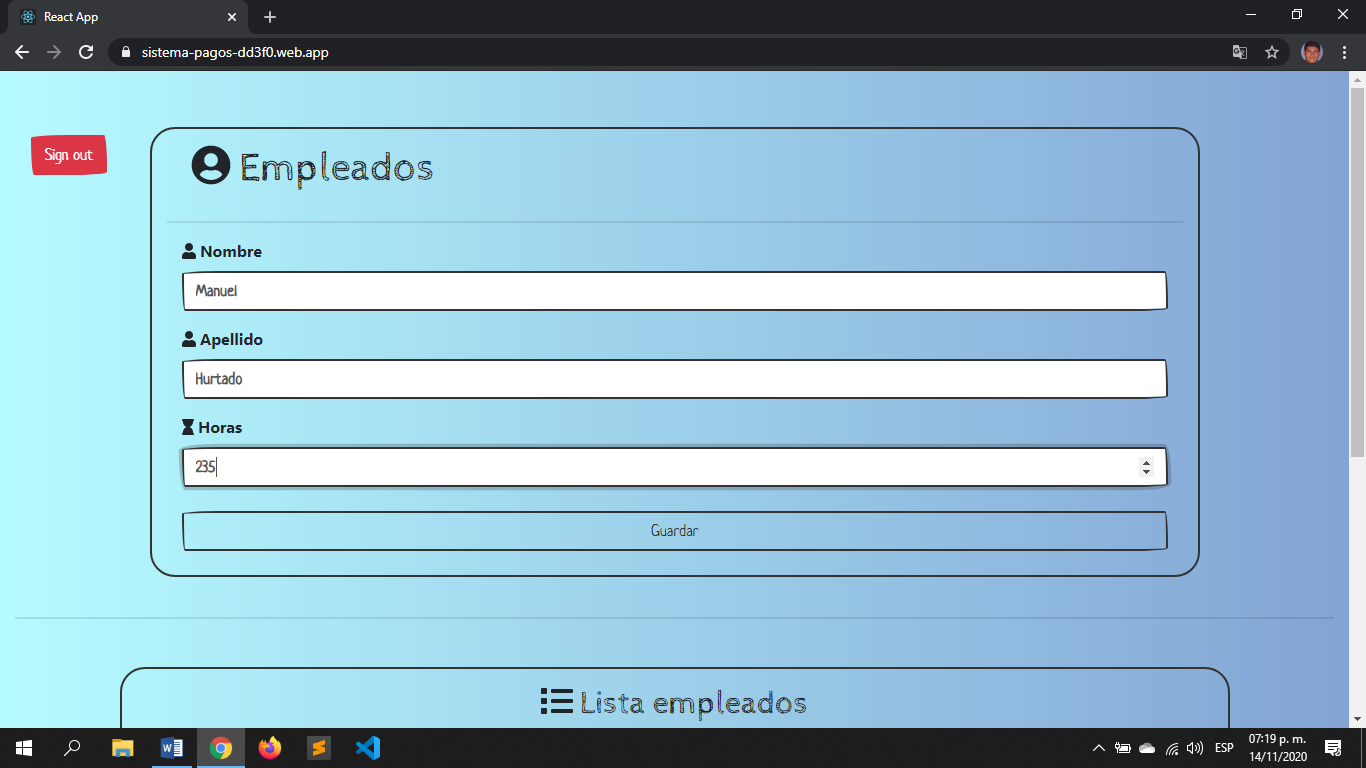 React App
sistema-pagos-dd3f0.web.app
Sign out
Empleados
Nombre
Manuel
Apellido
Hurtado
Horas
235
Guardar
Lista empleados
ESP
07:19 p. m.
14/11/2020